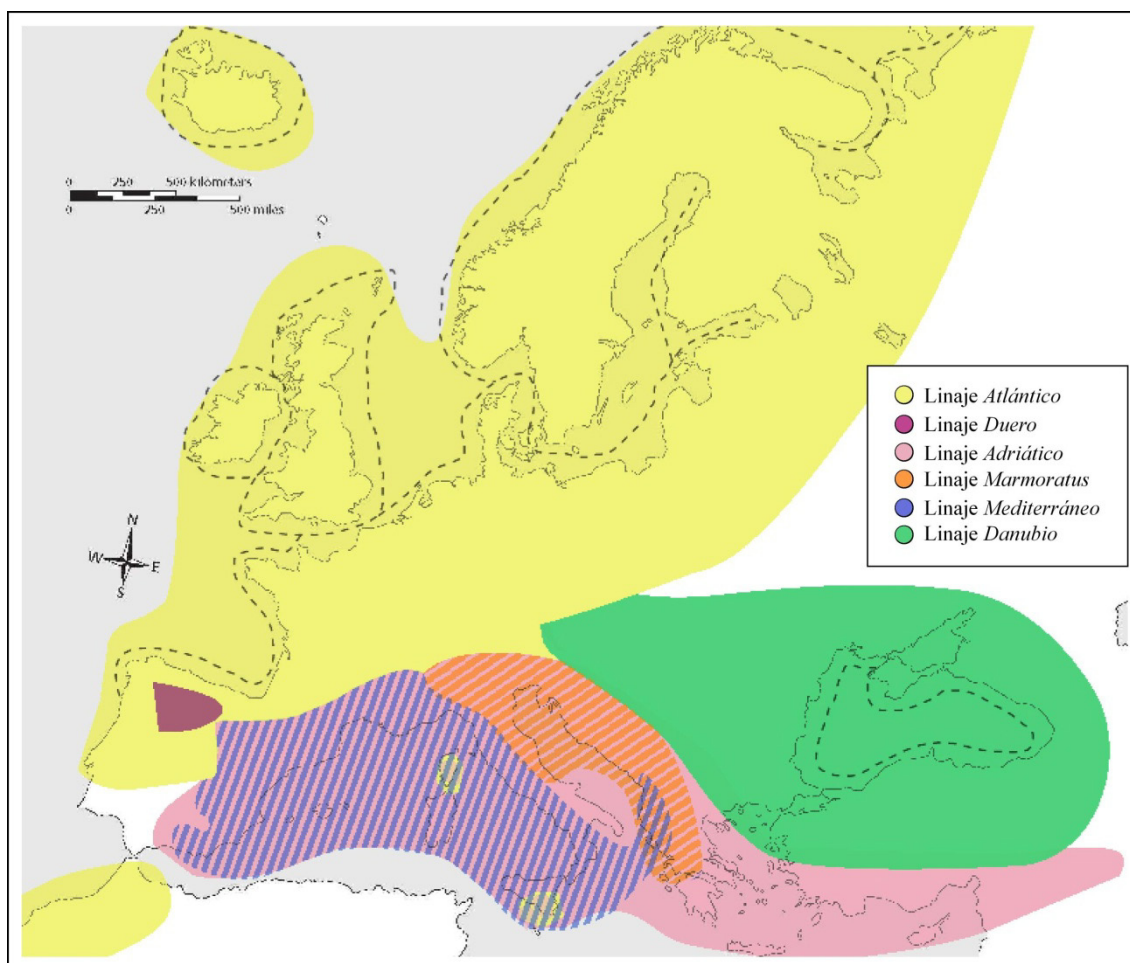 0 250 500 kilometers
0 250 500 miles
N
W E
S
Linaje Atlántico
Linaje Duero
Linaje Adriático
Linaje Marmoratus
Linaje Mediterráneo
Linaje Danubio